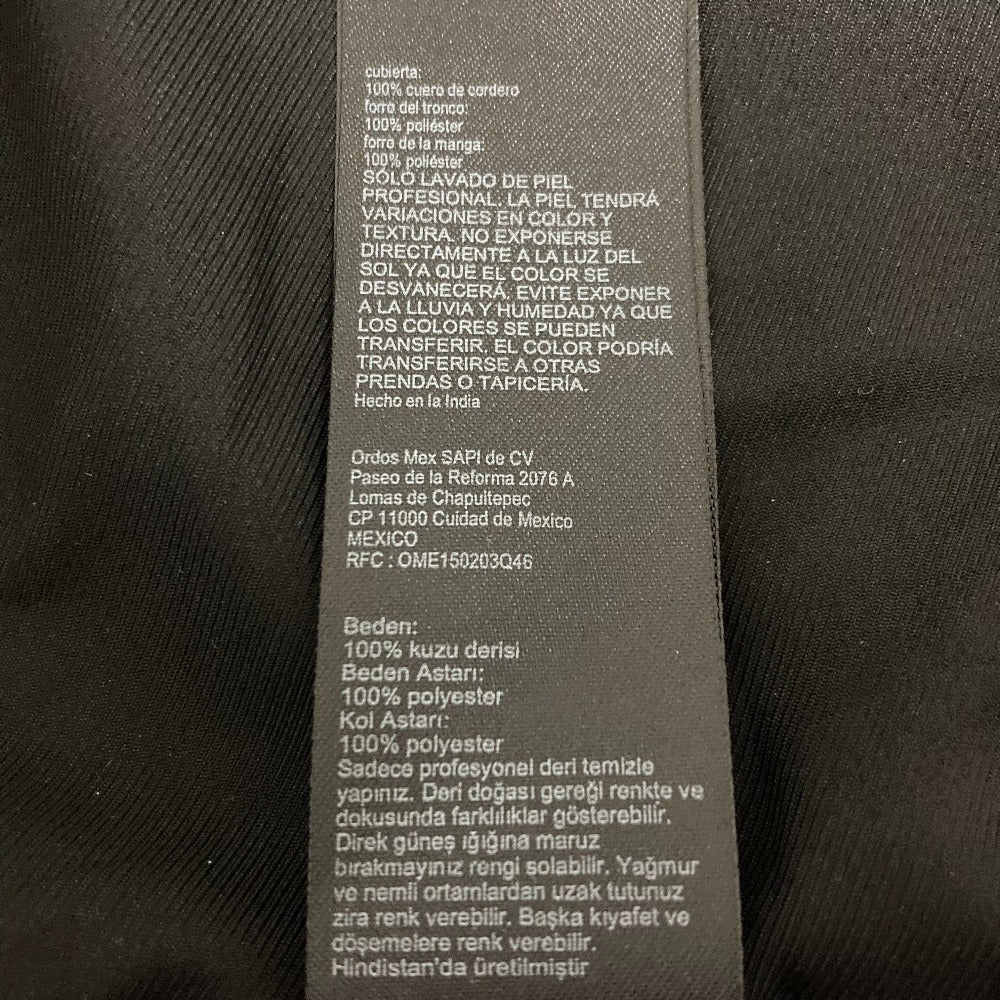 cubierta:
100% cuero de cordero
forro del tronco:
100% poliéster
forro de la manga:
100% poliéster
SÓLO LAVADO DE PIEL
PROFESIONAL. LA PIEL TENDRÁ
VARIACIONES EN COLOR Y
TEXTURA. NO EXPONERSE
DIRECTAMENTE A LA LUZ DEL
SOL YA QUE EL COLOR SE
DESVANECERÁ. EVITE EXPONER
A LA LLUVIA Y HUMEDAD YA QUE
LOS COLORES SE PUEDEN
TRANSFERIR. EL COLOR PODRÍA
TRANSFERIRSE A OTRAS
PRENDAS O TAPICERÍA.
Hecho en la India
Ordos Mex SAPI de CV
Paseo de la Reforma 2076 A
Lomas de Chapultepec
CP 11000 Cuidad de Mexico
MEXICO
RFC : OME150203Q46
Beden:
100% kuzu derisi
Beden Astarı:
100% polyester
Kol Astarı:
100% polyester
Sadece profesyonel deri temizle
yapınız. Deri doğası gereği renkte ve
dokusunda farklılıklar gösterebilir.
Direk güneş ığığına maruz
bırakmayınız rengi solabilir. Yağmur
ve nemli ortamlardan uzak tutunuz
zira renk verebilir. Başka kıyafet ve
döşemelere renk verebilir.
Hindistan'da üretilmiştir